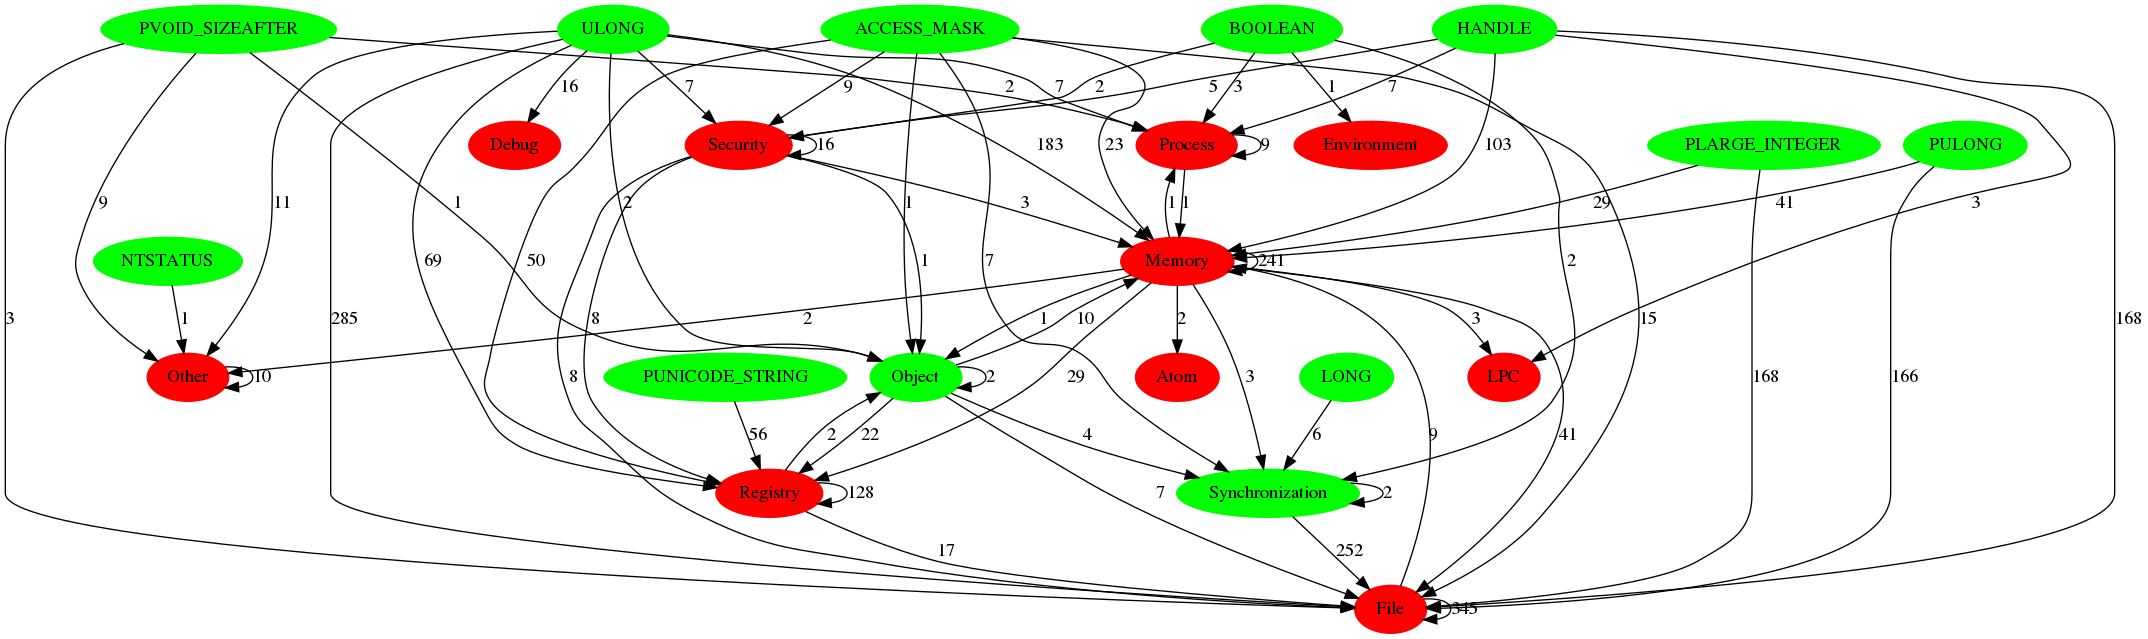 PVOID_SIZEAFTER ULONG ACCESS_MASK BOOLEAN HANDLE
16 7 9 2 7 2 3 1 5 7
Debug Security 16 183 23 Process 9 Environment 103 PLARGE_INTEGER PULONG
9 11 1 2 1 3 1 1 29 41 3
NTSTATUS 69 50 1 7 Memory 241 2
3 1 285 8 2 1 10 2 3 3 15 168
Other 10 8 PUNICODE_STRING Object 2 29 Atom LONG LPC 168 166
56 2 22 4 6 9 41
Registry 128 7 Synchronization 2
17 252
File 345